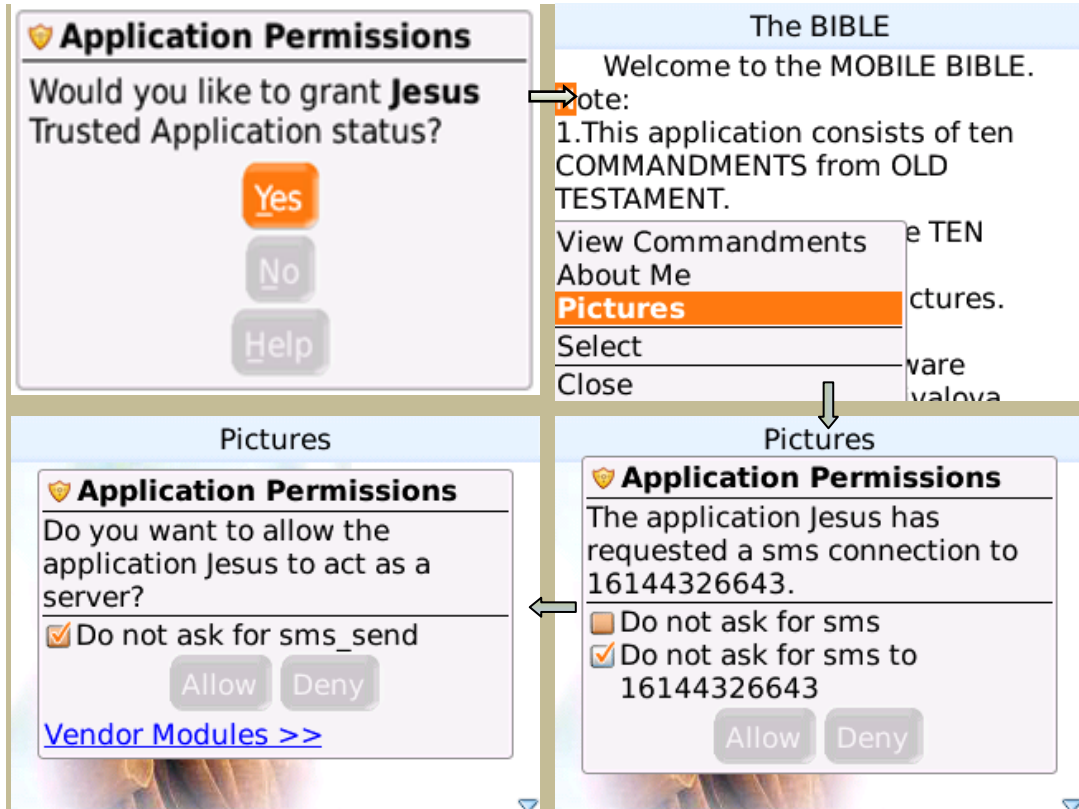 Application Permissions
Would you like to grant Jesus
Trusted Application status?
Yes
No
Help
The BIBLE
Welcome to the MOBILE BIBLE.
ote:
1.This application consists of ten
COMMANDMENTS from OLD
TESTAMENT.
e TEN
View Commandments
About Me
Pictures
ctures.
Select
ware
Close
valova
Pictures
Application Permissions
The application Jesus has
requested a sms connection to
16144326643.
Do not ask for sms
Do not ask for sms to
16144326643
Allow Deny
Pictures
Application Permissions
Do you want to allow the
application Jesus to act as a
server?
Do not ask for sms_send
Allow Deny
Vendor Modules >>